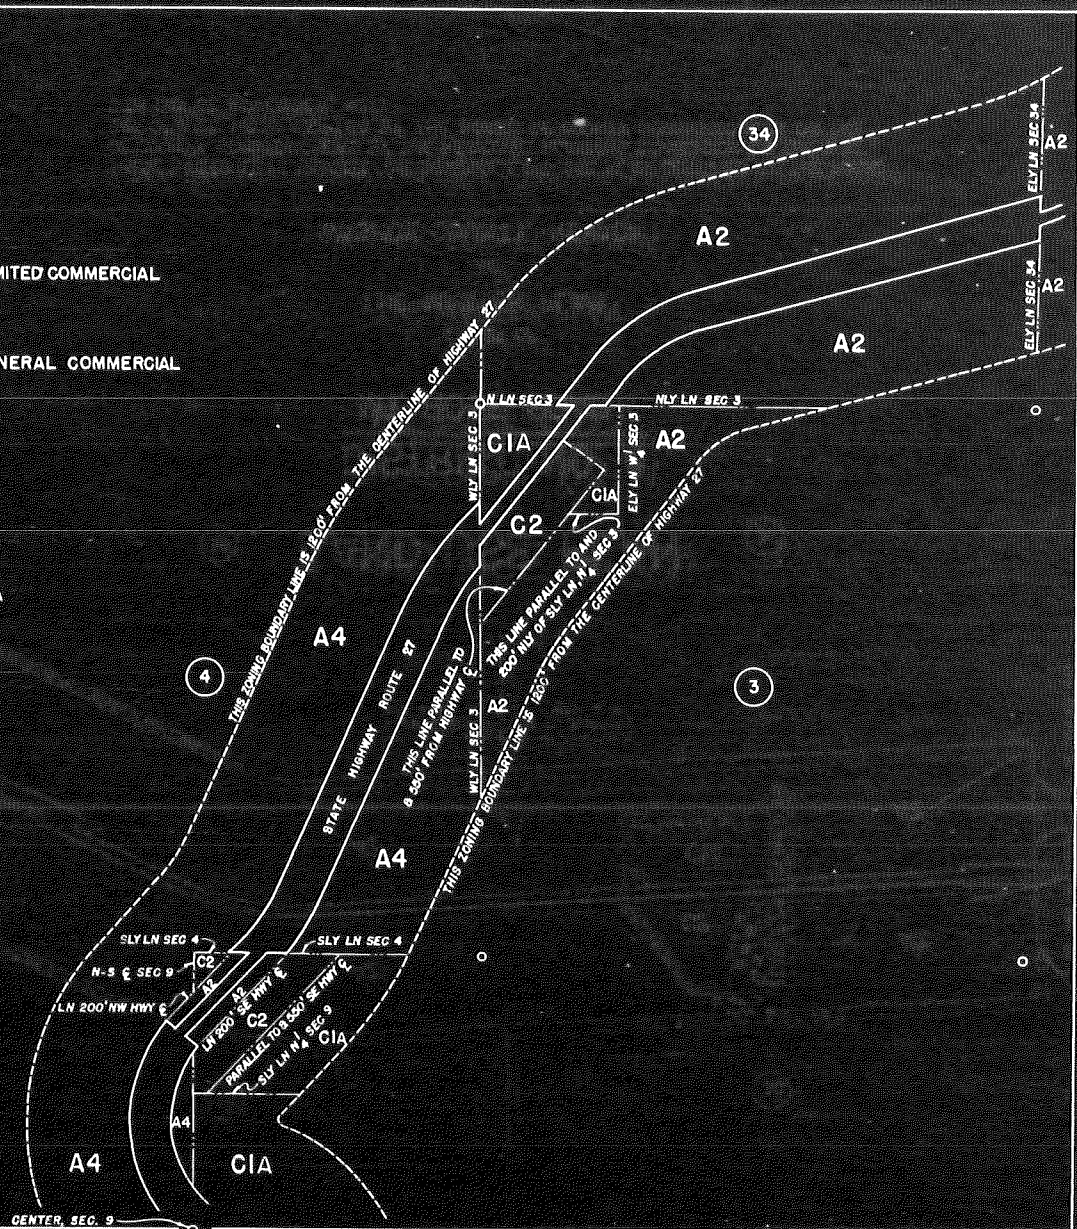 34
ELY LN SEC 34
A2
A2
MITED COMMERCIAL
ELY LN SEC 34
A2
A2
NERAL COMMERCIAL
THIS ZONING BOUNDARY LINE IS 1200' FROM THE CENTERLINE OF HIGHWAY 27
N LN SEC 3
NLY LN SEC 3
WLY LN SEC 3
C1A
ELY LN W 1/4 SEC 3
A2
C1A
C2
THIS LINE PARALLEL TO AND
200' NLY OF SLY LN, N 1/4 SEC 3
THIS ZONING BOUNDARY LINE IS 1200' FROM THE CENTERLINE OF HIGHWAY 27
A4
4
STATE HIGHWAY ROUTE 27
THIS LINE PARALLEL TO
& 550' FROM HIGHWAY ℄
WLY LN SEC 3
A2
3
A4
SLY LN SEC 4
SLY LN SEC 4
N-S ℄ SEC 9
C2
LN 200' NW HWY ℄
A2
A2
LN 200' SE HWY ℄
C2
PARALLEL TO & 550' SE HWY ℄
SLY LN N 1/4 SEC 9
C1A
A4
A4
C1A
CENTER, SEC. 9